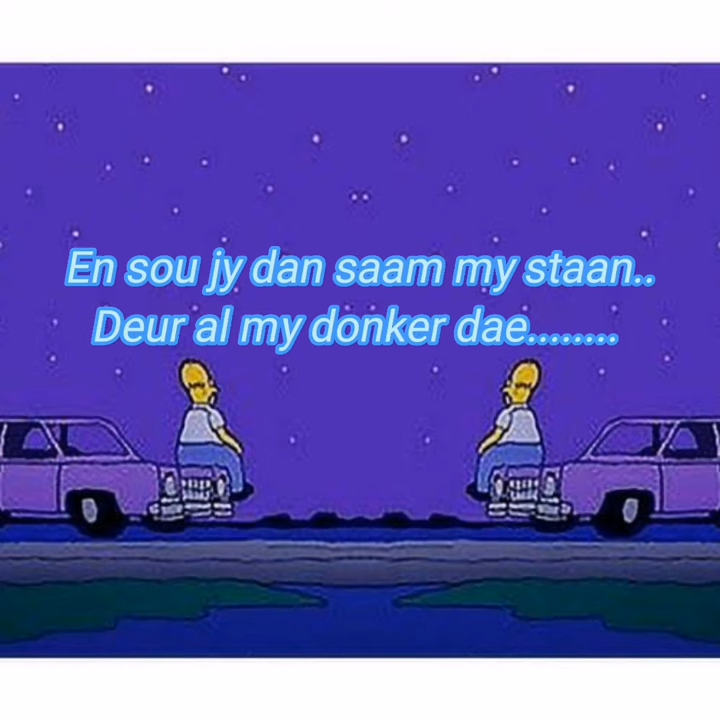 En sou jy dan saam my staan..
Deur al my donker dae........